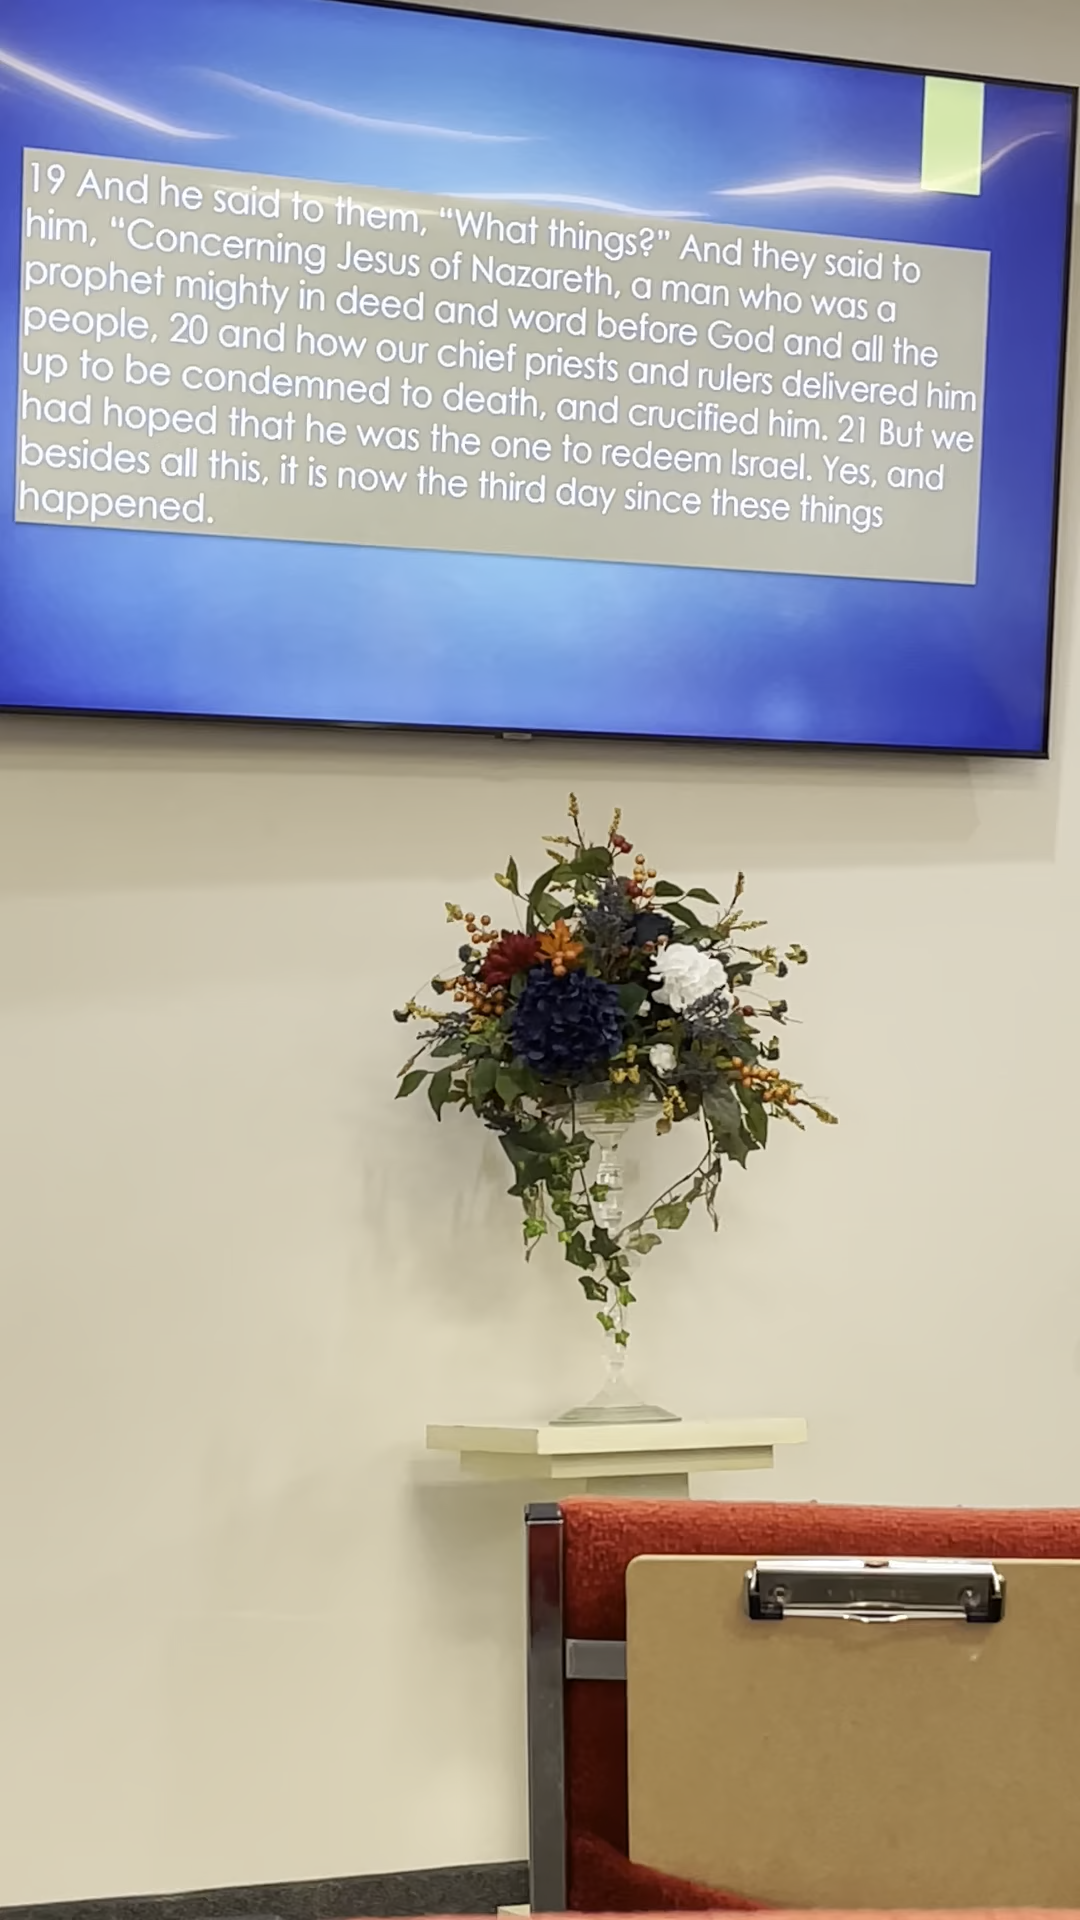 19 And he said to them, “What things?” And they said to
him, “Concerning Jesus of Nazareth, a man who was a
prophet mighty in deed and word before God and all the
people, 20 and how our chief priests and rulers delivered him
up to be condemned to death, and crucified him. 21 But we
had hoped that he was the one to redeem Israel. Yes, and
besides all this, it is now the third day since these things
happened.